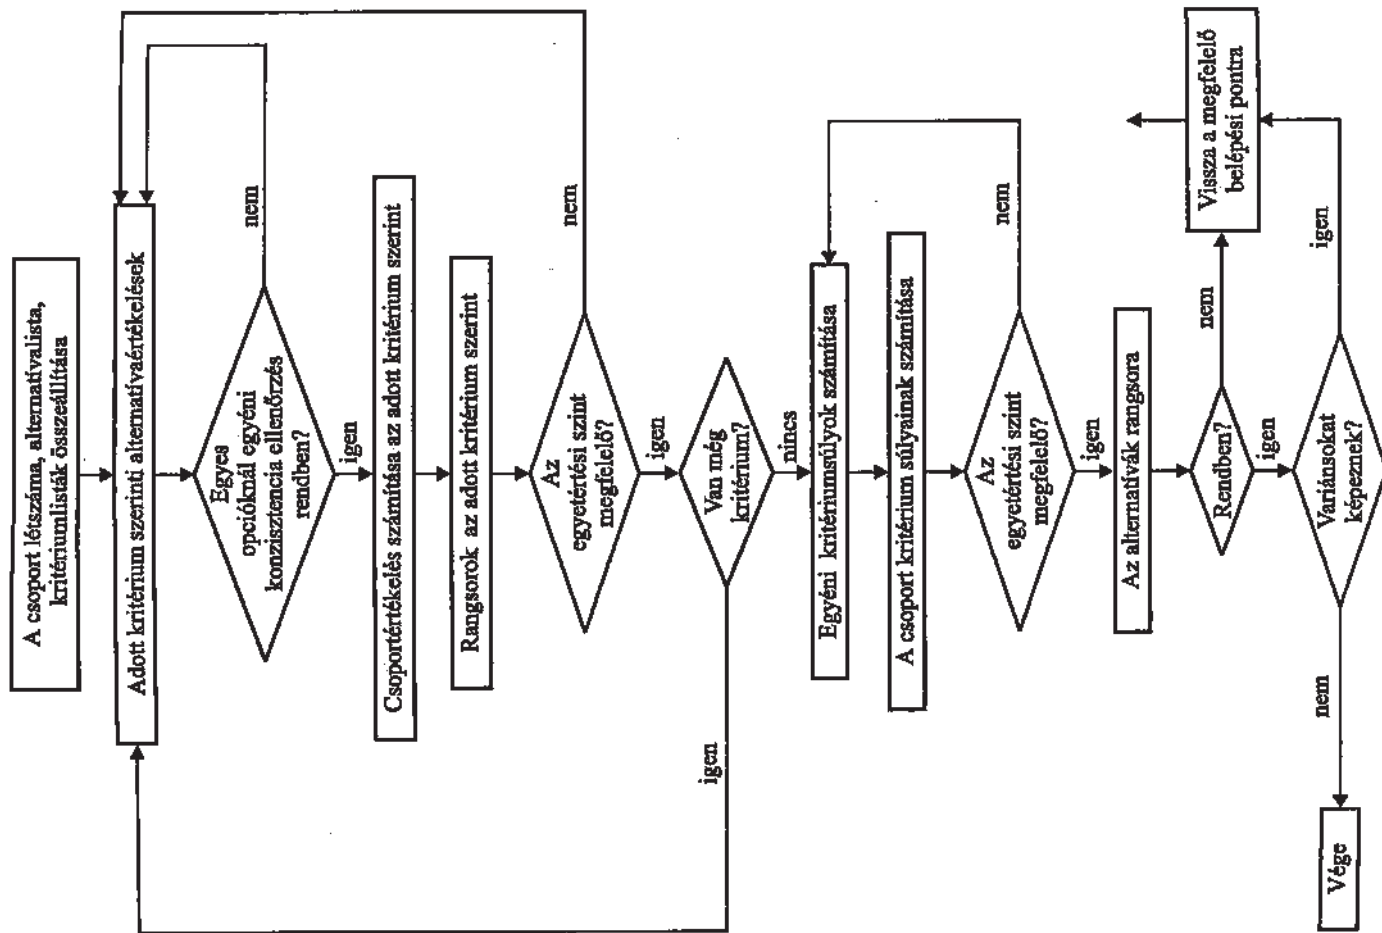 A csoport létszáma, alternatívalista,
kritériumlisták összeállítása
Adott kritérium szerinti alternatívaértékelések
Egyes
opcióknál egyéni
konzisztencia ellenőrzés
rendben?
nem
igen
Csoportértékelés számítása az adott kritérium szerint
Rangsorok az adott kritérium szerint
Az
egyetértési szint
megfelelő?
nem
igen
Van még
kritérium?
igen
nincs
Egyéni kritériumsúlyok számítása
A csoport kritérium súlyainak számítása
Az
egyetértési szint
megfelelő?
nem
igen
Az alternatívák rangsora
Rendben?
nem
igen
Vissza a megfelelő
belépési pontra
Variánsokat
képeznek?
igen
nem
Vége